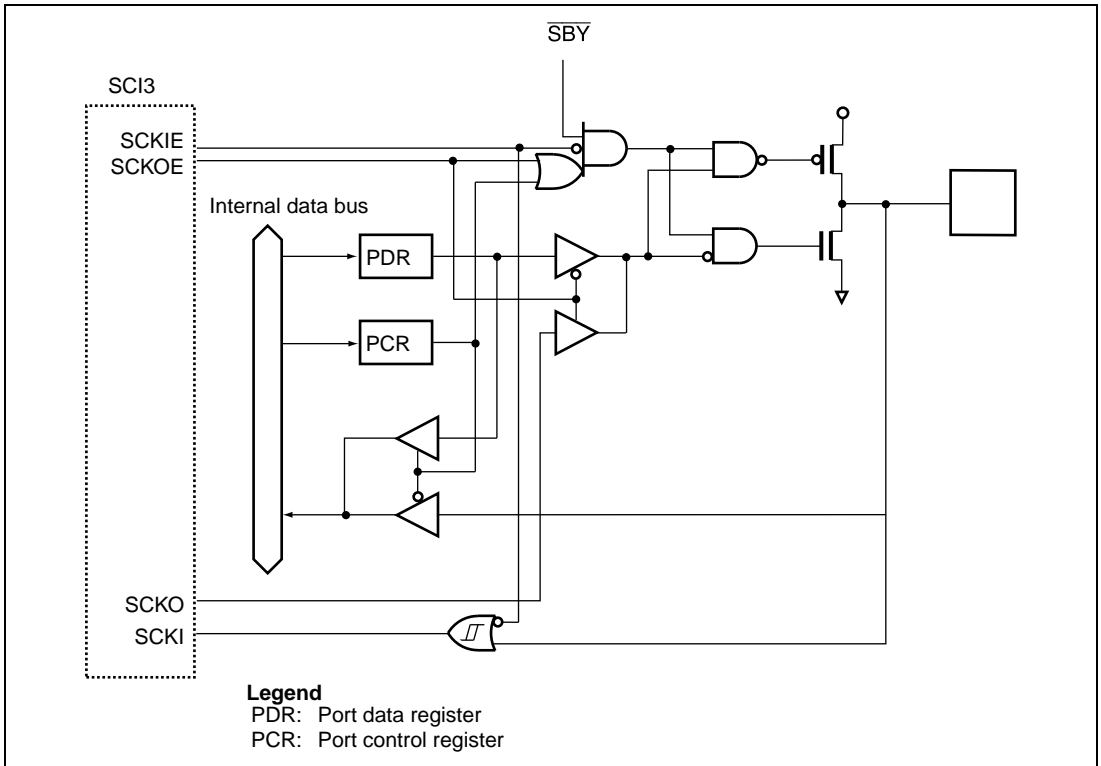 SBY
SCI3
SCKIE
SCKOE
Internal data bus
PDR
PCR
SCKO
SCKI
Legend
PDR: Port data register
PCR: Port control register